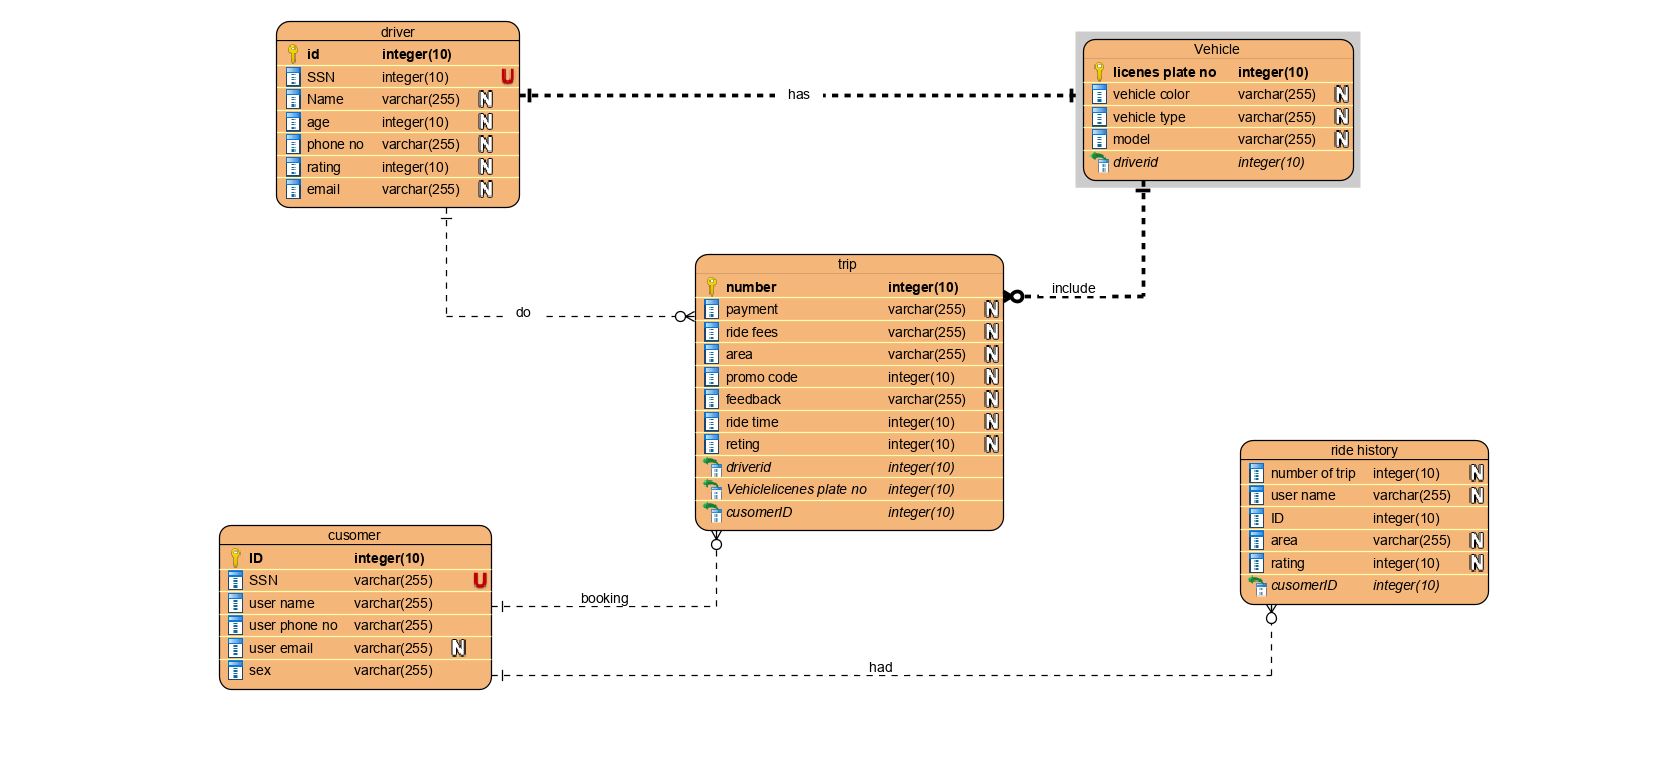 driver
id integer(10)
SSN integer(10) U
Name varchar(255) N
age integer(10) N
phone no varchar(255) N
rating integer(10) N
email varchar(255) N
has
Vehicle
licenes plate no integer(10)
vehicle color varchar(255) N
vehicle type varchar(255) N
model varchar(255) N
driverid integer(10)
do
include
trip
number integer(10)
payment varchar(255) N
ride fees varchar(255) N
area varchar(255) N
promo code integer(10) N
feedback varchar(255) N
ride time integer(10) N
reting integer(10) N
driverid integer(10)
Vehiclelicenes plate no integer(10)
cusomerID integer(10)
ride history
number of trip integer(10) N
user name varchar(255) N
ID integer(10)
area varchar(255) N
rating integer(10) N
cusomerID integer(10)
cusomer
ID integer(10)
SSN varchar(255) U
user name varchar(255)
user phone no varchar(255)
user email varchar(255) N
sex varchar(255)
booking
had